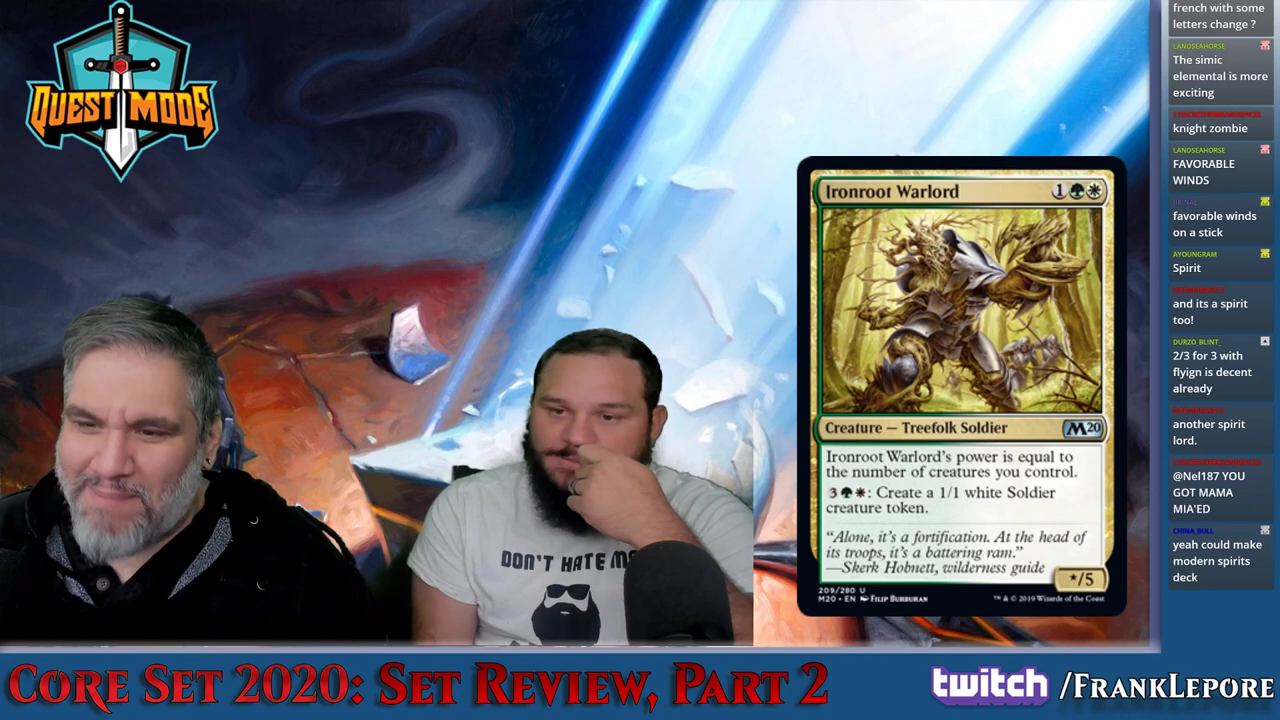 QUEST MODE
DON'T HATE ME
Ironroot Warlord
1
Creature — Treefolk Soldier
M20
Ironroot Warlord's power is equal to
the number of creatures you control.
3 : Create a 1/1 white Soldier
creature token.
“Alone, it's a fortification. At the head of
its troops, it's a battering ram.”
—Skerk Hobnett, wilderness guide
*/5
209/280 U
M20 • EN Filip Burburan
™ & © 2019 Wizards of the Coast
french with some
letters change ?
LANDSEAHORSE
The simic
elemental is more
exciting
knight zombie
LANDSEAHORSE
FAVORABLE
WINDS
favorable winds
on a stick
AYOUNGRAM
Spirit
and its a spirit
too!
DURZO_BLINT_
2/3 for 3 with
flyign is decent
already
another spirit
lord.
@Nel187 YOU
GOT MAMA
MIA'ED
CHINA_BULL
yeah could make
modern spirits
deck
Core Set 2020: Set Review, Part 2
twitch /FrankLepore